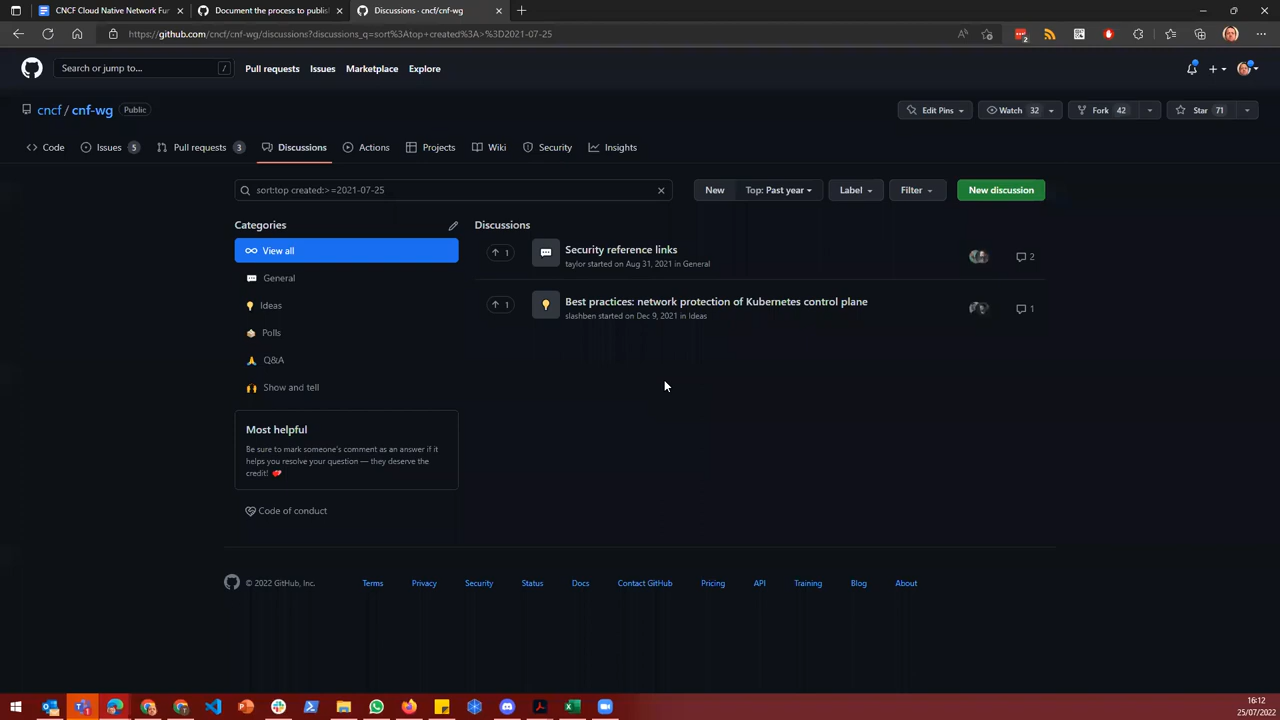 CNCF Cloud Native Network Fun
Document the process to publish
Discussions · cncf/cnf-wg
https://github.com/cncf/cnf-wg/discussions?discussions_q=sort%3Atop+created%3A>%3D2021-07-25
2
Search or jump to...
/
Pull requests
Issues
Marketplace
Explore
cncf / cnf-wg
Public
Edit Pins
Watch 32
Fork 42
Star 71
Code
Issues 5
Pull requests 3
Discussions
Actions
Projects
Wiki
Security
Insights
sort:top created:>=2021-07-25
New
Top: Past year
Label
Filter
New discussion
Categories
View all
General
Ideas
Polls
Q&A
Show and tell
Most helpful
Be sure to mark someone's comment as an answer if it
helps you resolve your question — they deserve the
credit!
Code of conduct
Discussions
1
Security reference links
taylor started on Aug 31, 2021 in General
2
1
Best practices: network protection of Kubernetes control plane
slashben started on Dec 9, 2021 in Ideas
1
© 2022 GitHub, Inc.
Terms
Privacy
Security
Status
Docs
Contact GitHub
Pricing
API
Training
Blog
About
16:12
25/07/2022